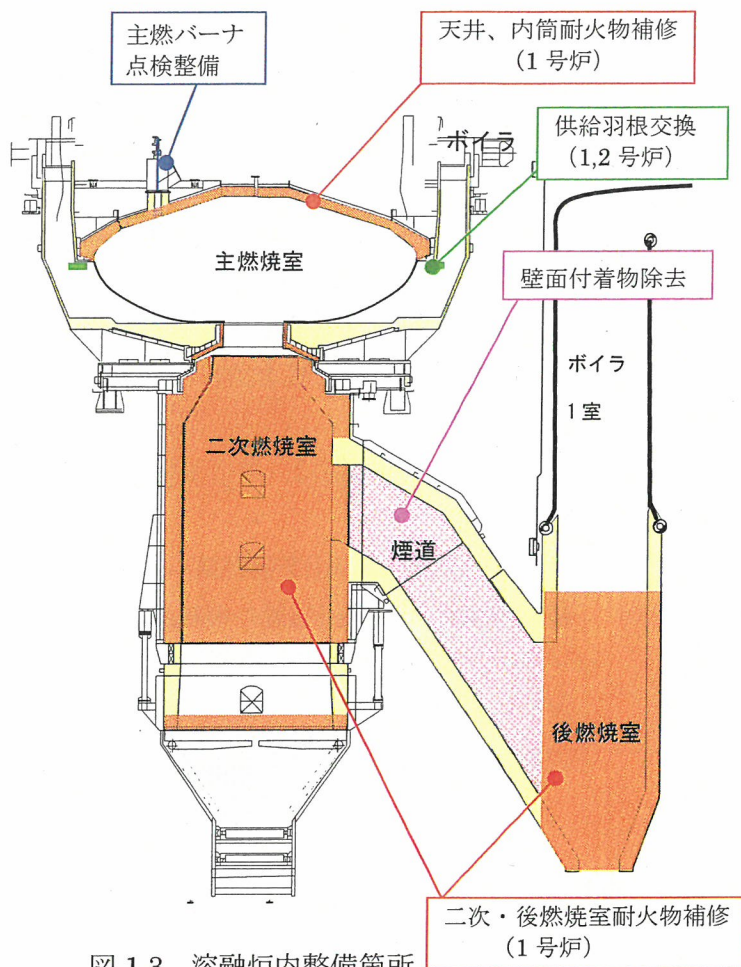 主燃バーナ
点検整備
天井、内筒耐火物補修
(1号炉)
ボイラ
供給羽根交換
(1,2号炉)
主燃焼室
壁面付着物除去
ボイラ
1室
二次燃焼室
煙道
後燃焼室
二次・後燃焼室耐火物補修
(1号炉)
図 1.3 溶融炉内整備箇所